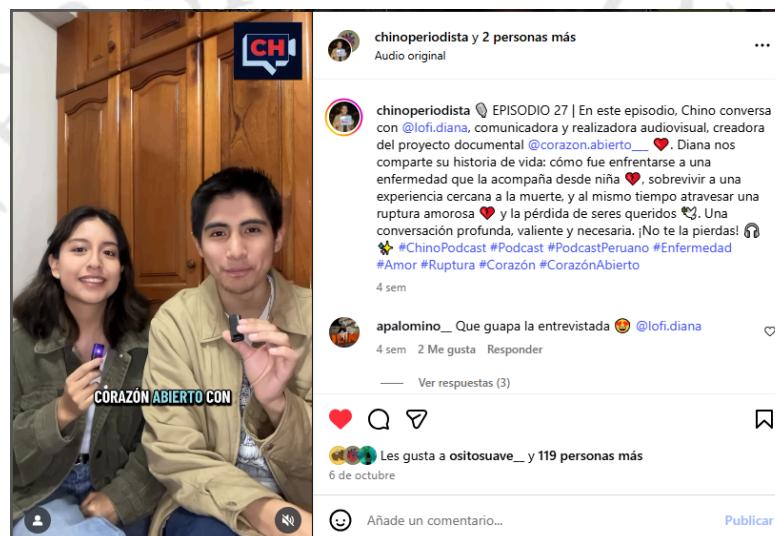 CH
CORAZÓN ABIERTO CON
chinoperiodista y 2 personas más
Audio original
chinoperiodista 🎙️ EPISODIO 27 | En este episodio, Chino conversa
con @lofi.diana, comunicadora y realizadora audiovisual, creadora
del proyecto documental @corazon.abierto___ ❤️. Diana nos
comparte su historia de vida: cómo fue enfrentarse a una
enfermedad que la acompaña desde niña 💔, sobrevivir a una
experiencia cercana a la muerte, y al mismo tiempo atravesar una
ruptura amorosa 💔 y la pérdida de seres queridos 🕊️. Una
conversación profunda, valiente y necesaria. ¡No te la pierdas! 🎧
✨ #ChinoPodcast #Podcast #PodcastPeruano #Enfermedad
#Amor #Ruptura #Corazón #CorazónAbierto
4 sem
apalomino__ Que guapa la entrevistada 😍 @lofi.diana
4 sem 2 Me gusta Responder
Ver respuestas (3)
Les gusta a ositosuave__ y 119 personas más
6 de octubre
Añade un comentario...
Publicar